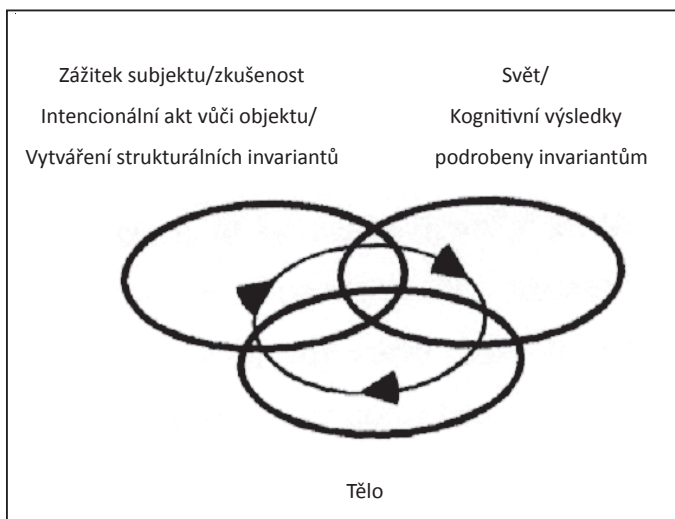 Zážitek subjektu/zkušenost
Intencionální akt vůči objektu/
Vytváření strukturálních invariantů
Svět/
Kognitivní výsledky
podrobeny invariantům
Tělo